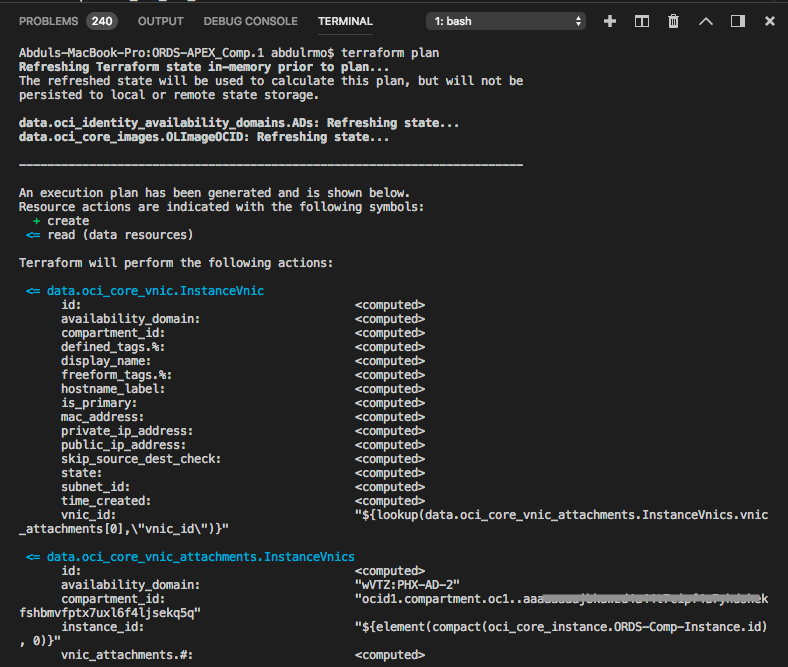 PROBLEMS 240 OUTPUT DEBUG CONSOLE TERMINAL 1: bash
Abduls-MacBook-Pro:ORDS-APEX_Comp.1 abdulrmo$ terraform plan
Refreshing Terraform state in-memory prior to plan...
The refreshed state will be used to calculate this plan, but will not be
persisted to local or remote state storage.
data.oci_identity_availability_domains.ADs: Refreshing state...
data.oci_core_images.OLImageOCID: Refreshing state...
------------------------------------------------------------------------
An execution plan has been generated and is shown below.
Resource actions are indicated with the following symbols:
+ create
<= read (data resources)
Terraform will perform the following actions:
<= data.oci_core_vnic.InstanceVnic
id: <computed>
availability_domain: <computed>
compartment_id: <computed>
defined_tags.%: <computed>
display_name: <computed>
freeform_tags.%: <computed>
hostname_label: <computed>
is_primary: <computed>
mac_address: <computed>
private_ip_address: <computed>
public_ip_address: <computed>
skip_source_dest_check: <computed>
state: <computed>
subnet_id: <computed>
time_created: <computed>
vnic_id: "${lookup(data.oci_core_vnic_attachments.InstanceVnics.vnic
_attachments[0],\"vnic_id\")}"
<= data.oci_core_vnic_attachments.InstanceVnics
id: <computed>
availability_domain: "wVTZ:PHX-AD-2"
compartment_id: "ocid1.compartment.oc1..aaa
fshbmvfptx7uxl6f4ljsekq5q"
instance_id: "${element(compact(oci_core_instance.ORDS-Comp-Instance.id)
, 0)}"
vnic_attachments.#: <computed>